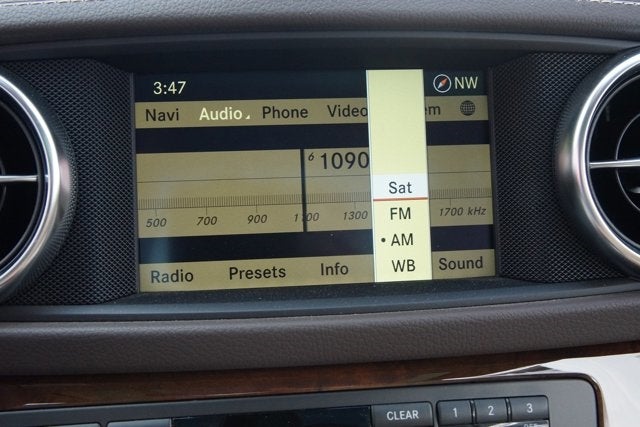 3:47 NW
Navi Audio Phone Video em
6 1090
Sat
500 700 900 1300 1700 kHz
FM
• AM
Radio Presets Info WB Sound
CLEAR 1 2 3